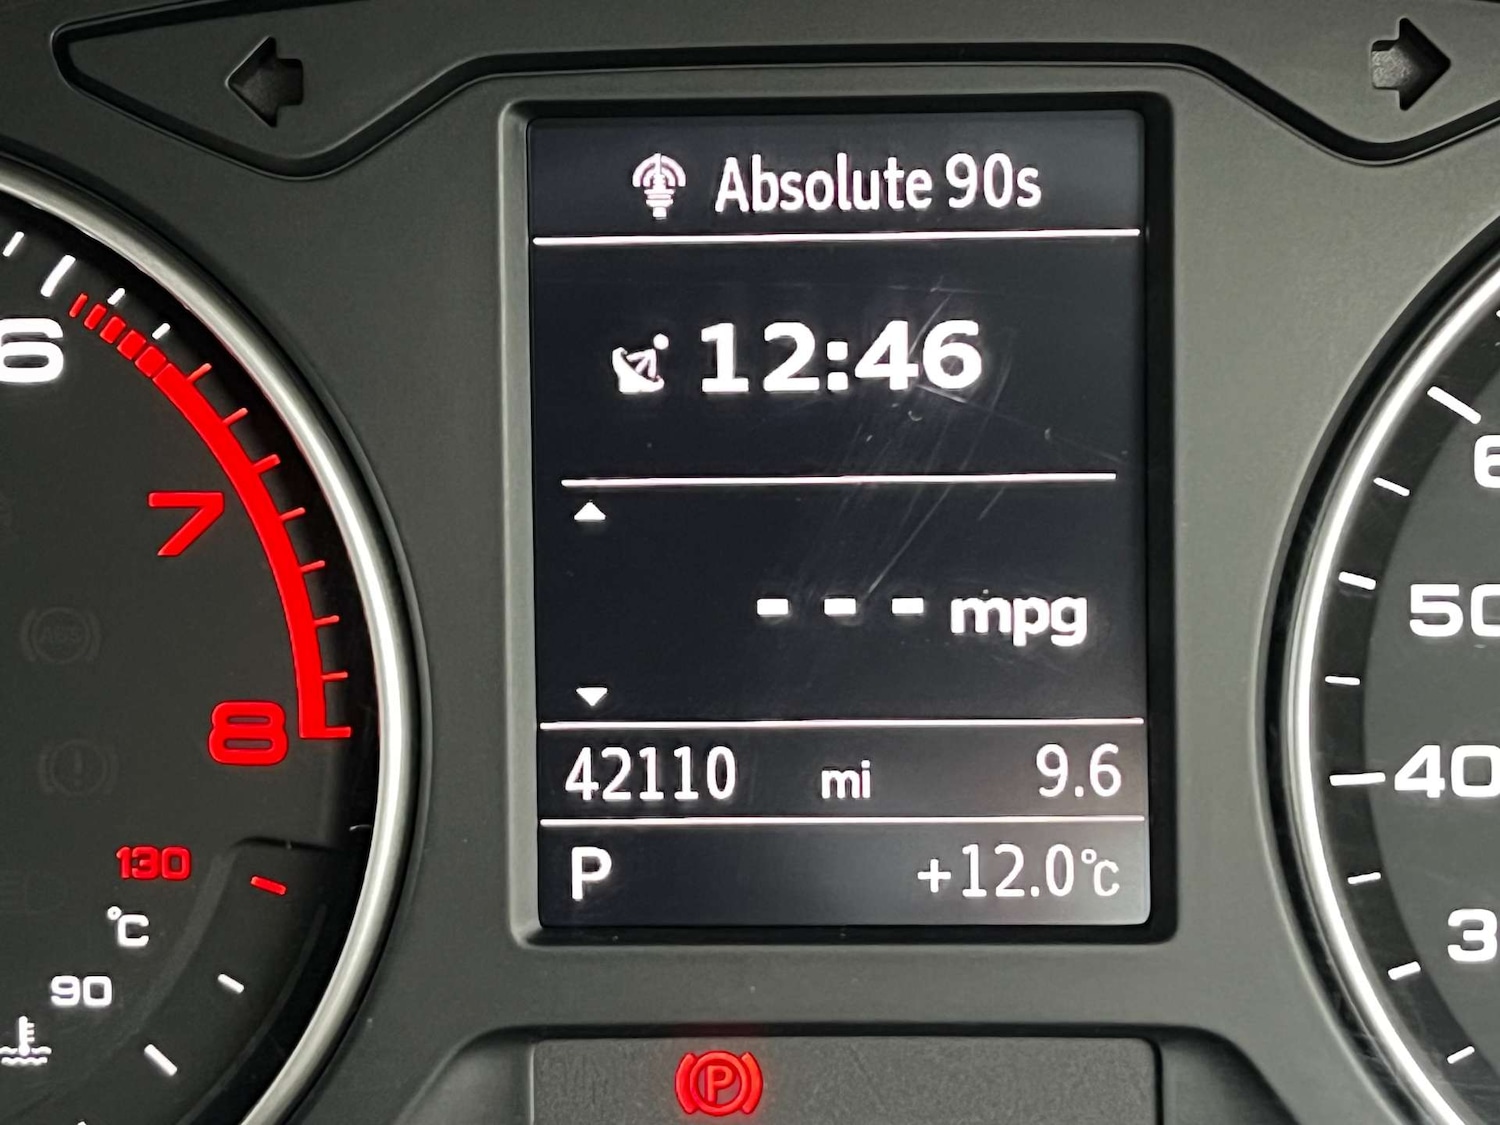 Absolute 90s
12:46
- - - mpg
42110 mi 9.6
P +12.0°C
6
7
8
130
°C
90
50
40
P